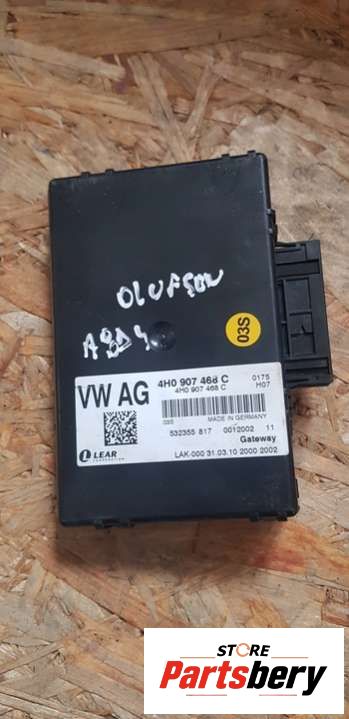 OLUFSON
A8D4
03S
VW AG
4H0 907 468 C
4H0 907 468 C
0175
H07
MADE IN GERMANY
532355 817 0012002 11
Gateway
LEAR
CORPORATION
LAK-000 31.03.10 2000 2002
STORE
Partsbery